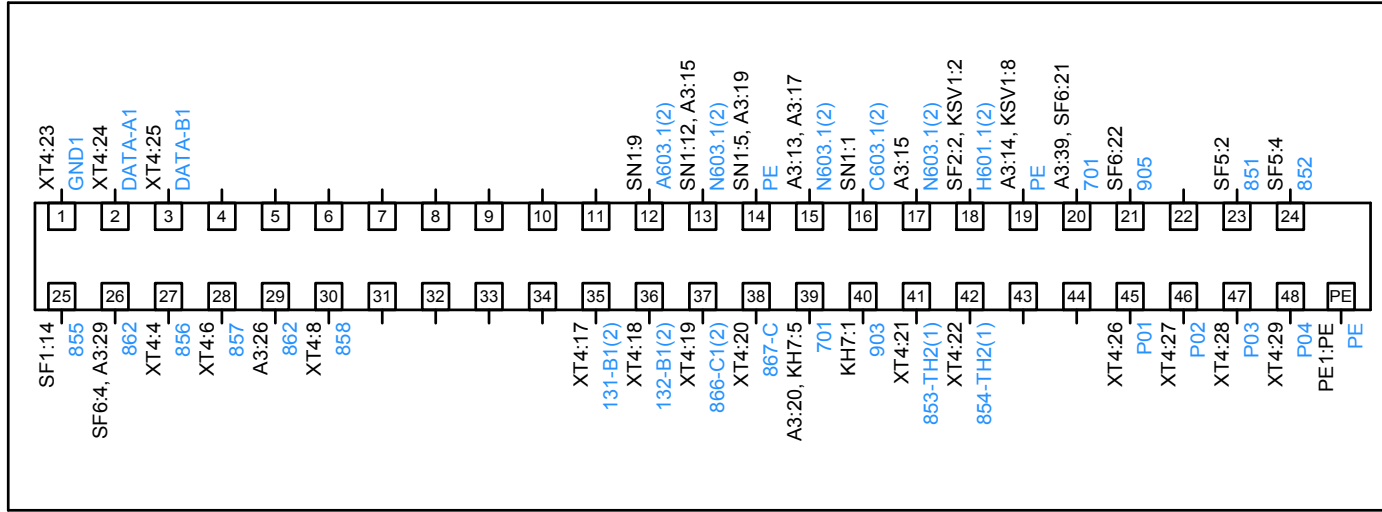 XT4:23
GND1
XT4:24
DATA-A1
XT4:25
DATA-B1
SN1:9
A603.1(2)
SN1:12, A3:15
N603.1(2)
SN1:5, A3:19
PE
A3:13, A3:17
N603.1(2)
SN1:1
C603.1(2)
A3:15
N603.1(2)
SF2:2, KSV1:2
H601.1(2)
A3:14, KSV1:8
PE
A3:39, SF6:21
701
SF6:22
905
SF5:2
851
SF5:4
852
1 2 3 4 5 6 7 8 9 10 11 12 13 14 15 16 17 18 19 20 21 22 23 24
25 26 27 28 29 30 31 32 33 34 35 36 37 38 39 40 41 42 43 44 45 46 47 48 PE
SF1:14
855
SF6:4, A3:29
862
XT4:4
856
XT4:6
857
A3:26
862
XT4:8
858
XT4:17
131-B1(2)
XT4:18
132-B1(2)
XT4:19
866-C1(2)
XT4:20
867-C
A3:20, KH7:5
701
KH7:1
903
XT4:21
853-TH2(1)
XT4:22
854-TH2(1)
XT4:26
P01
XT4:27
P02
XT4:28
P03
XT4:29
P04
PE1:PE
PE